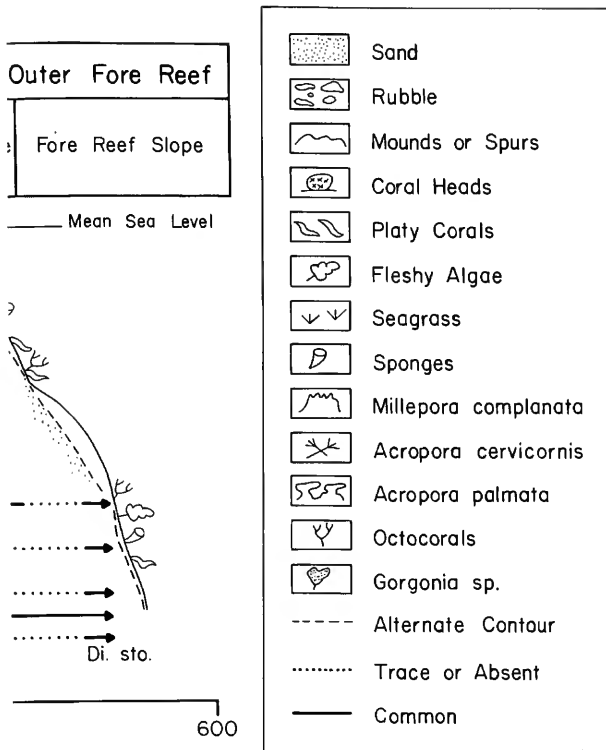 Outer Fore Reef
Fore Reef Slope
Mean Sea Level
Di. sto.
600
Sand
Rubble
Mounds or Spurs
Coral Heads
Platy Corals
Fleshy Algae
Seagrass
Sponges
Millepora complanata
Acropora cervicornis
Acropora palmata
Octocorals
Gorgonia sp.
Alternate Contour
Trace or Absent
Common